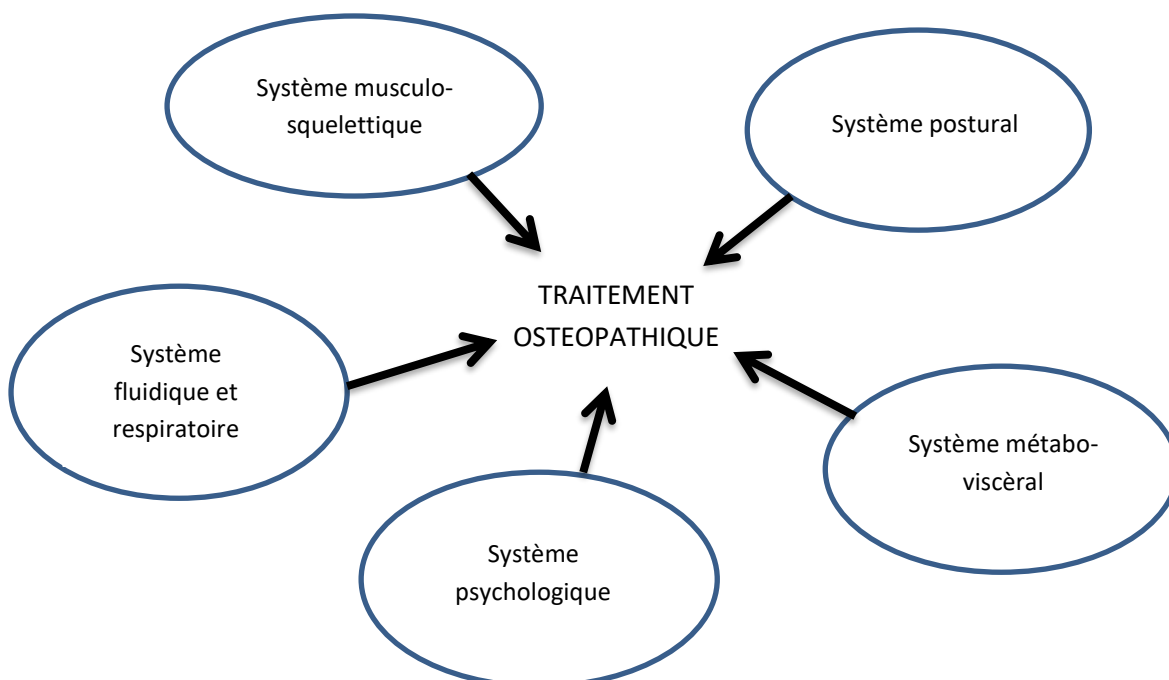 Système musculo-
squelettique
Système postural
TRAITEMENT
OSTEOPATHIQUE
Système
fluidique et
respiratoire
Système métabo-
viscèral
Système
psychologique